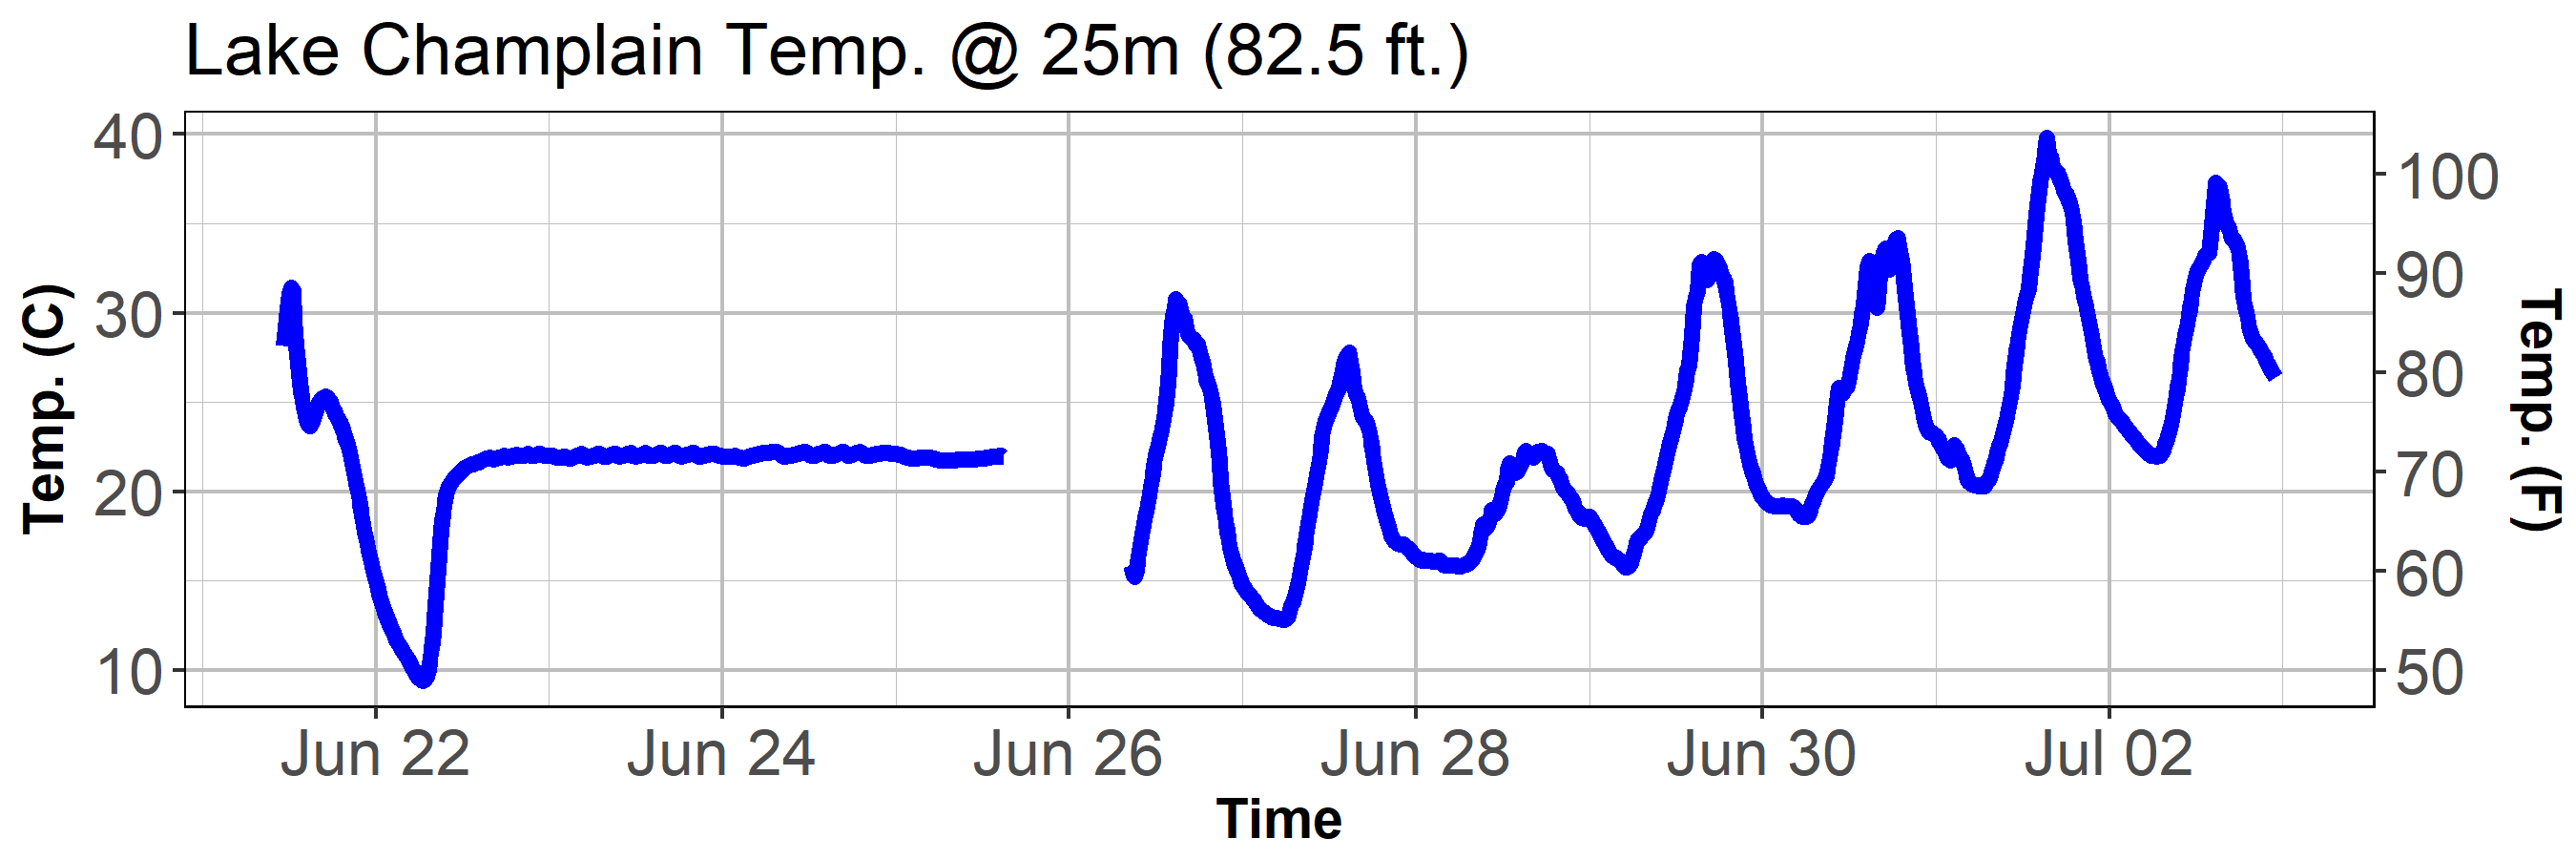 Lake Champlain Temp. @ 25m (82.5 ft.)
40
30
20
10
Temp. (C)
100
90
80
70
60
50
Temp. (F)
Jun 22 Jun 24 Jun 26 Jun 28 Jun 30 Jul 02
Time